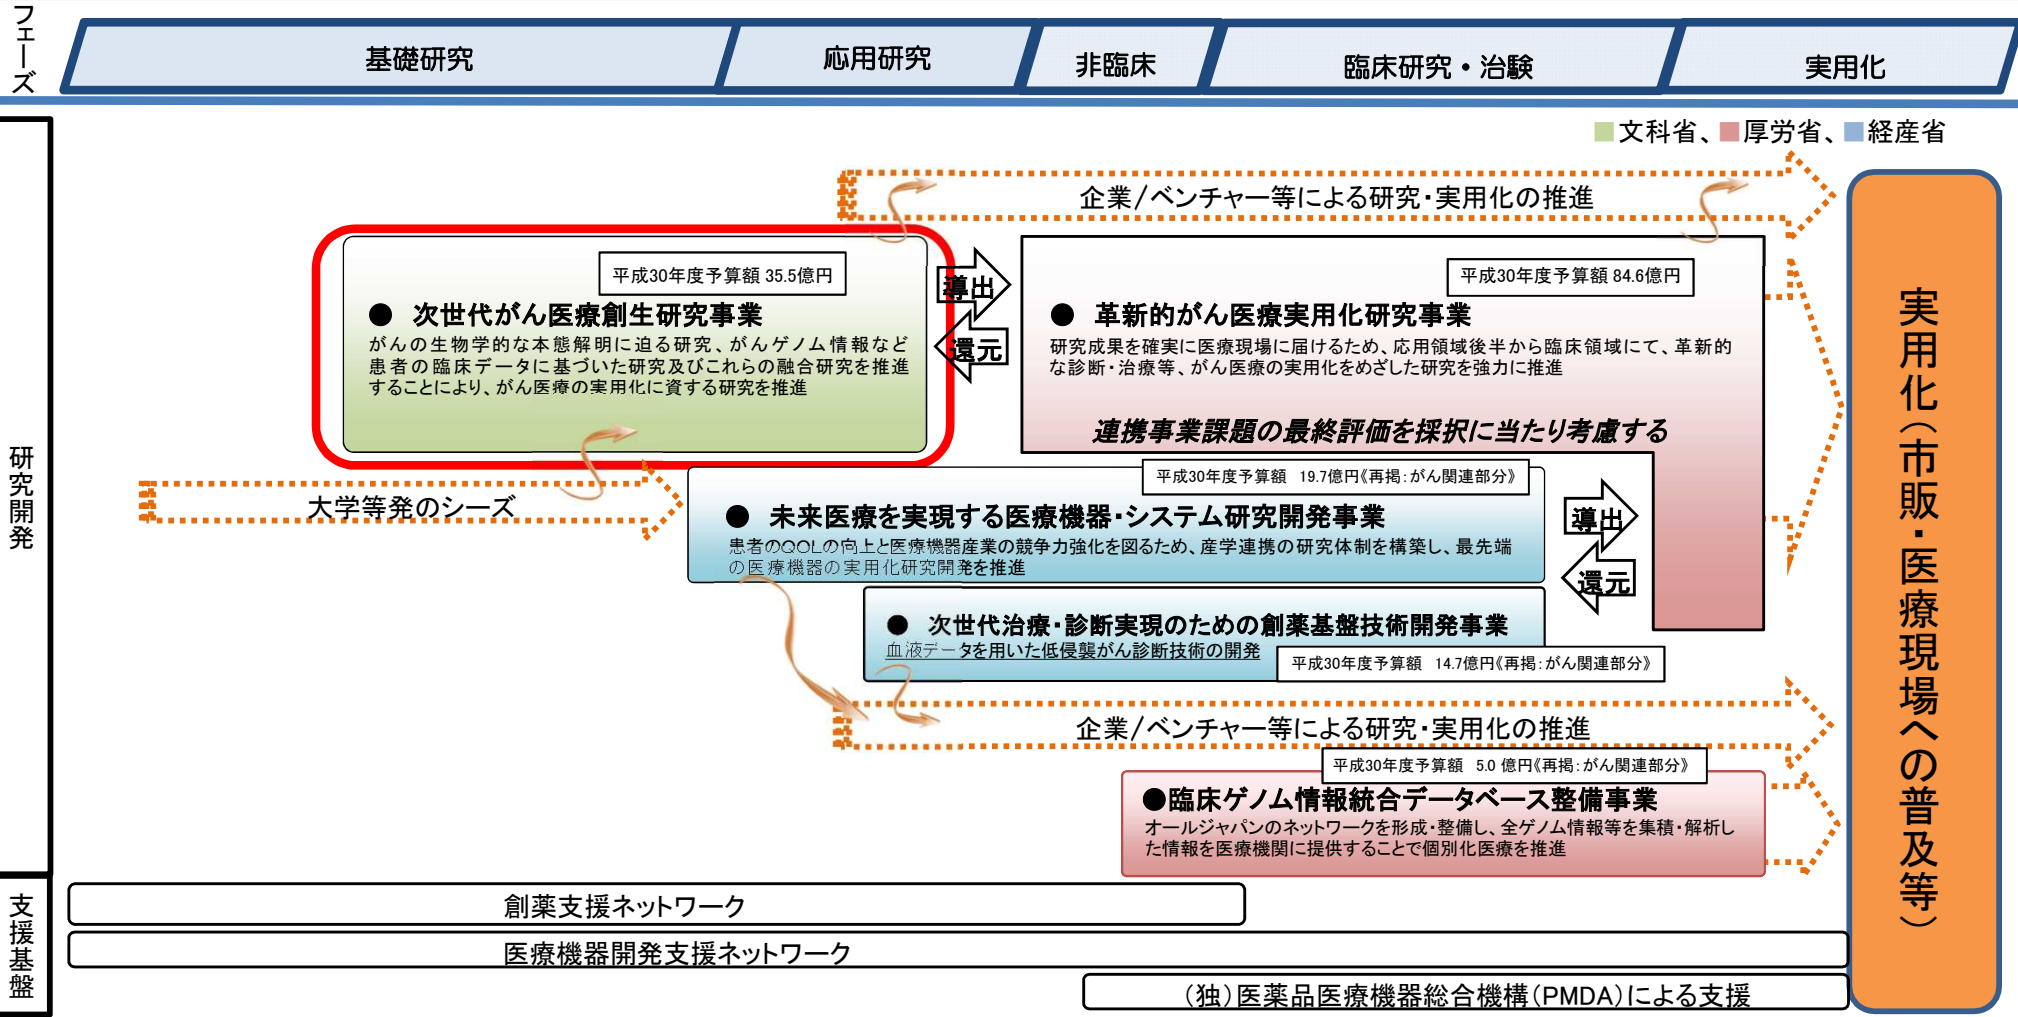 フェーズ
基礎研究
応用研究
非臨床
臨床研究・治験
実用化
■文科省、■厚労省、■経産省
研究開発
企業/ベンチャー等による研究・実用化の推進
平成30年度予算額 35.5億円
● 次世代がん医療創生研究事業
がんの生物学的な本態解明に迫る研究、がんゲノム情報など
患者の臨床データに基づいた研究及びこれらの融合研究を推進
することにより、がん医療の実用化に資する研究を推進
導出
還元
平成30年度予算額 84.6億円
● 革新的がん医療実用化研究事業
研究成果を確実に医療現場に届けるため、応用領域後半から臨床領域にて、革新的
な診断・治療等、がん医療の実用化をめざした研究を強力に推進
連携事業課題の最終評価を採択に当たり考慮する
大学等発のシーズ
平成30年度予算額 19.7億円《再掲：がん関連部分》
● 未来医療を実現する医療機器・システム研究開発事業
患者のQOLの向上と医療機器産業の競争力強化を図るため、産学連携の研究体制を構築し、最先端
の医療機器の実用化研究開発を推進
導出
還元
● 次世代治療・診断実現のための創薬基盤技術開発事業
血液データを用いた低侵襲がん診断技術の開発
平成30年度予算額 14.7億円《再掲：がん関連部分》
企業/ベンチャー等による研究・実用化の推進
平成30年度予算額 5.0 億円《再掲：がん関連部分》
●臨床ゲノム情報統合データベース整備事業
オールジャパンのネットワークを形成・整備し、全ゲノム情報等を集積・解析し
た情報を医療機関に提供することで個別化医療を推進
実用化（市販・医療現場への普及等）
支援基盤
創薬支援ネットワーク
医療機器開発支援ネットワーク
（独）医薬品医療機器総合機構（PMDA）による支援